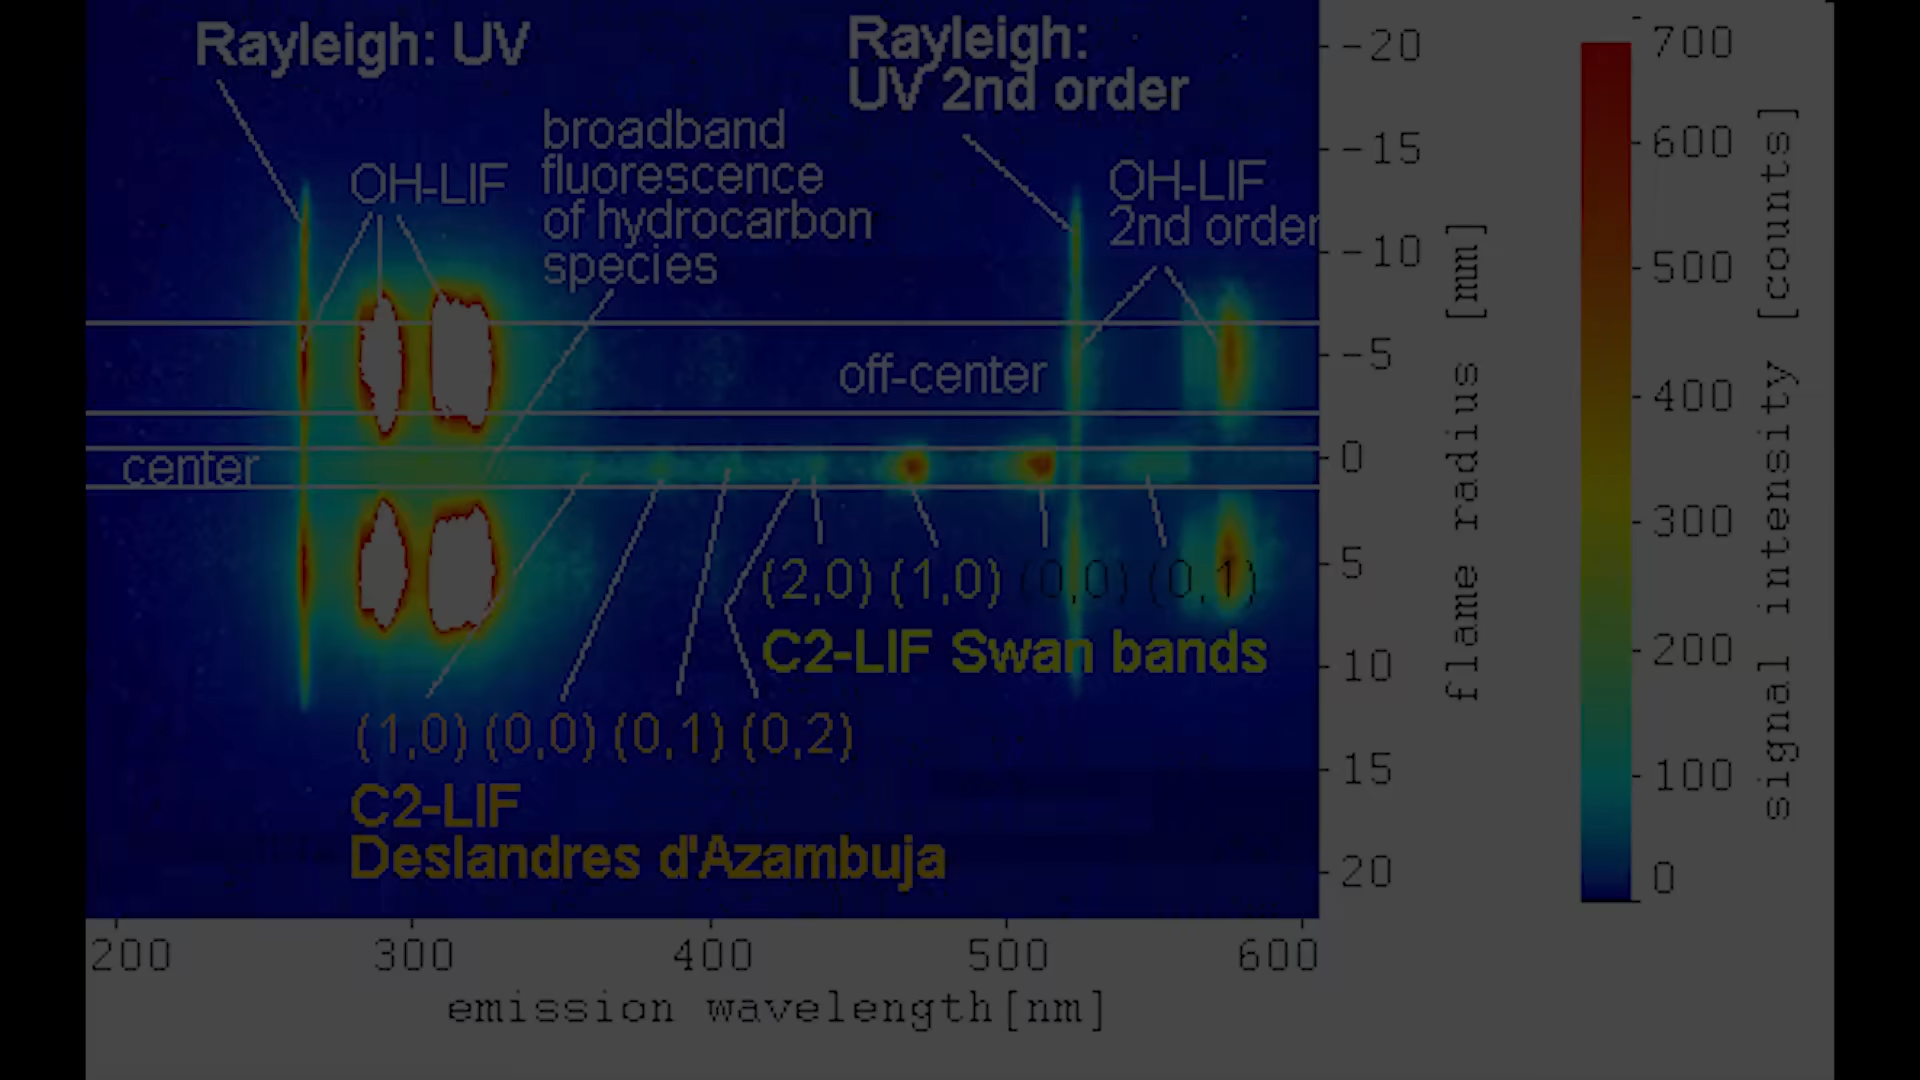 Rayleigh: UV
Rayleigh:
UV 2nd order
broadband
fluorescence
of hydrocarbon
species
OH-LIF
OH-LIF
2nd order
off-center
center
(2,0) (1,0) (0,0) (0,1)
C2-LIF Swan bands
(1,0) (0,0) (0,1) (0,2)
C2-LIF
Deslandres d'Azambuja
200 300 400 500 600
emission wavelength[nm]
-20
-15
-10
-5
0
5
10
15
20
flame radius [mm]
700
600
500
400
300
200
100
0
signal intensity [counts]